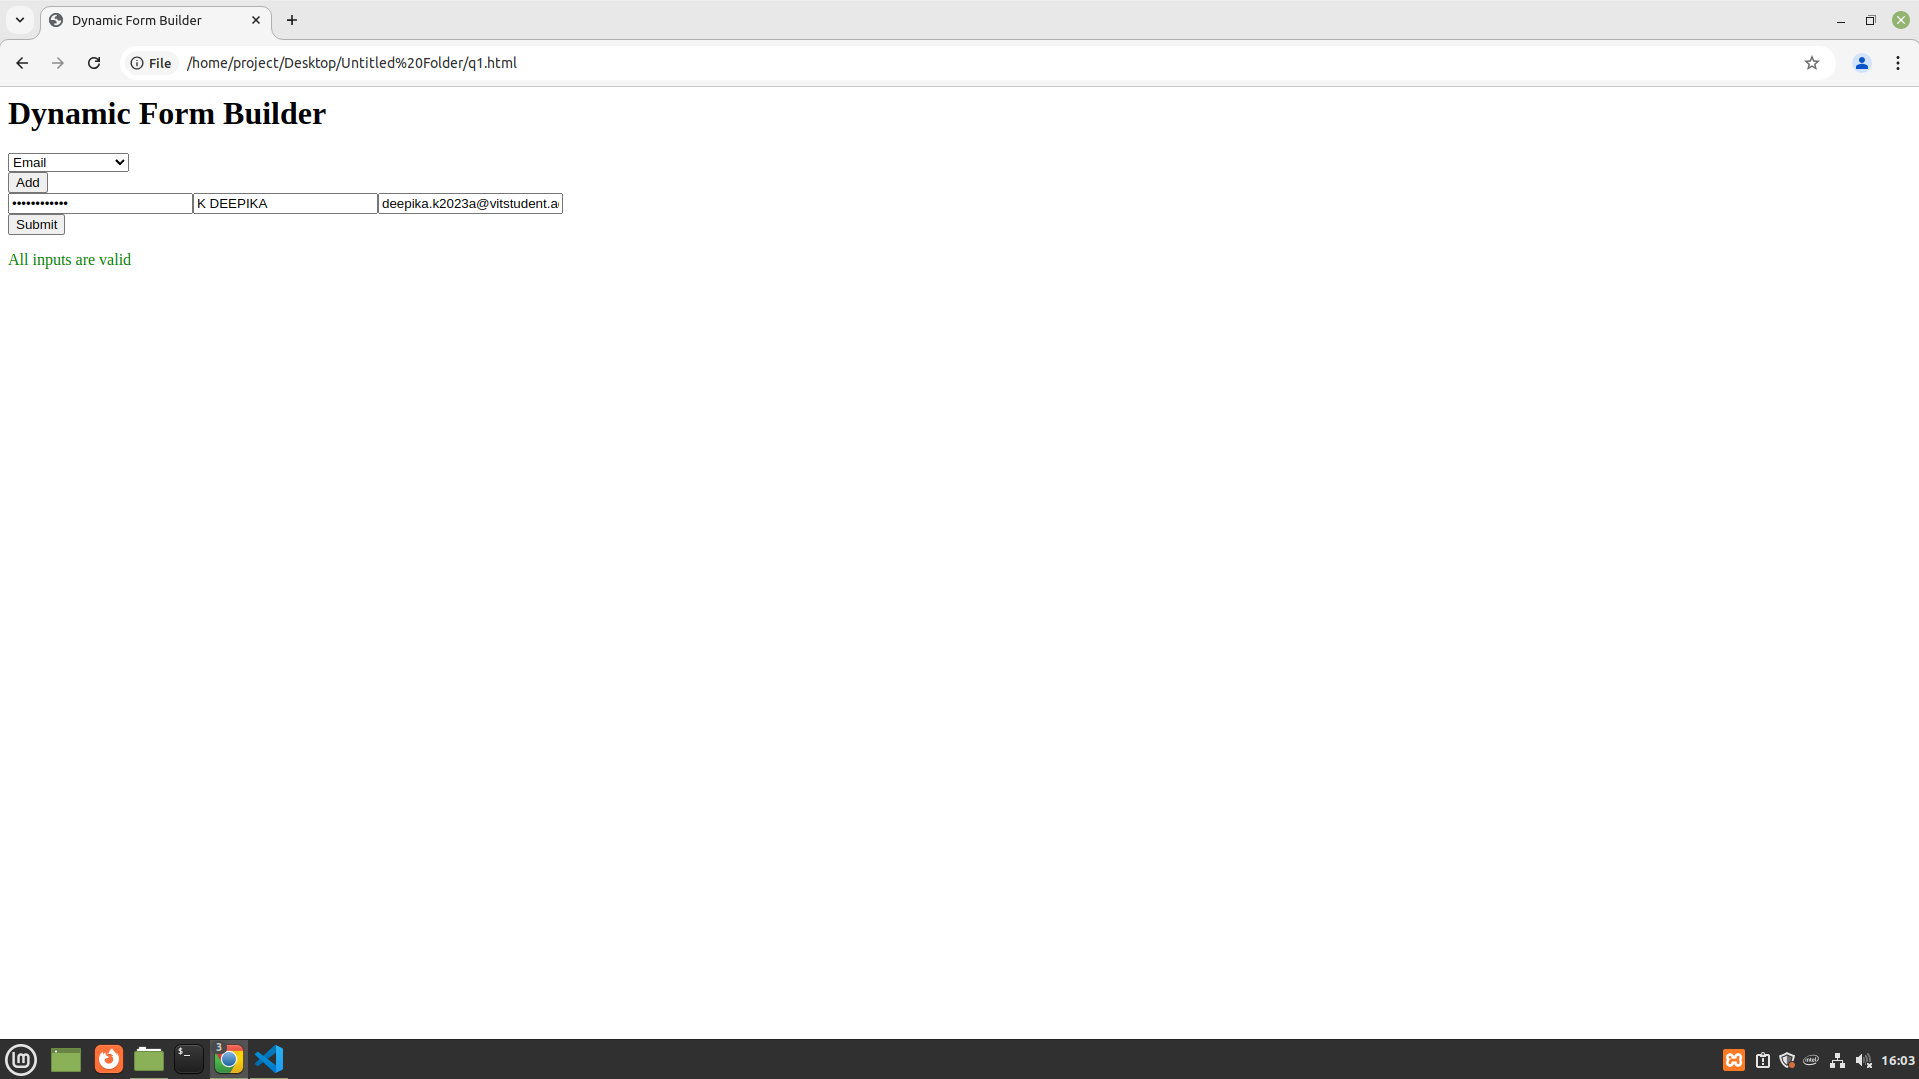 Dynamic Form Builder
File /home/project/Desktop/Untitled%20Folder/q1.html
Dynamic Form Builder
Email
Add
•••••••••••• K DEEPIKA deepika.k2023a@vitstudent.a
Submit
All inputs are valid
$_ 3 16:03